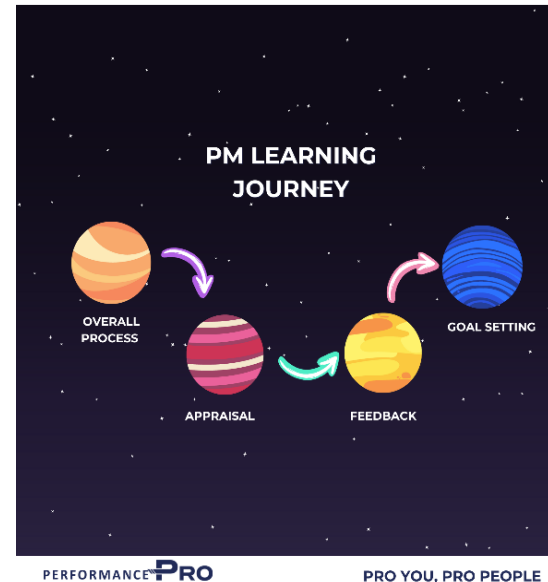 PM LEARNING
JOURNEY
OVERALL
PROCESS
APPRAISAL
FEEDBACK
GOAL SETTING
PERFORMANCE PRO
PRO YOU, PRO PEOPLE